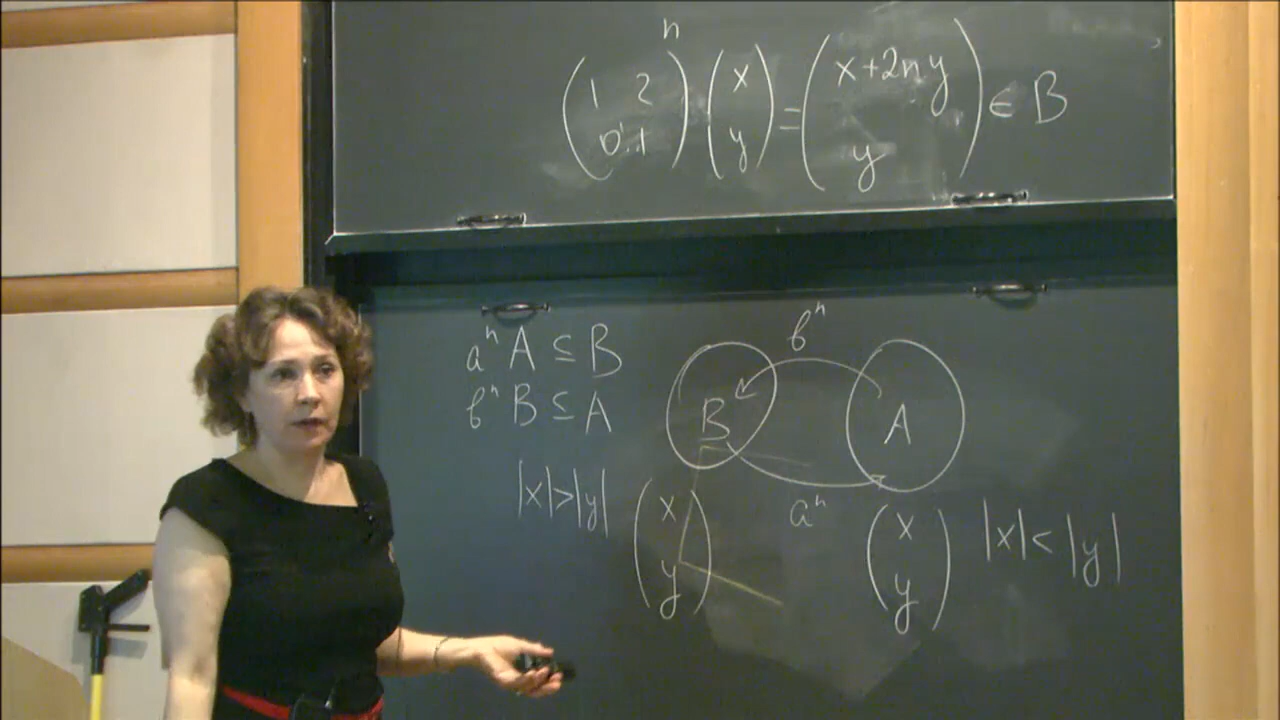 (1 2; 0 1)^n · (x; y) = (x+2ny; y) ∈ B
a^n A ⊆ B
b^n B ⊆ A
b^n
B
A
a^n
|x|>|y| (x; y)
(x; y) |x|<|y|